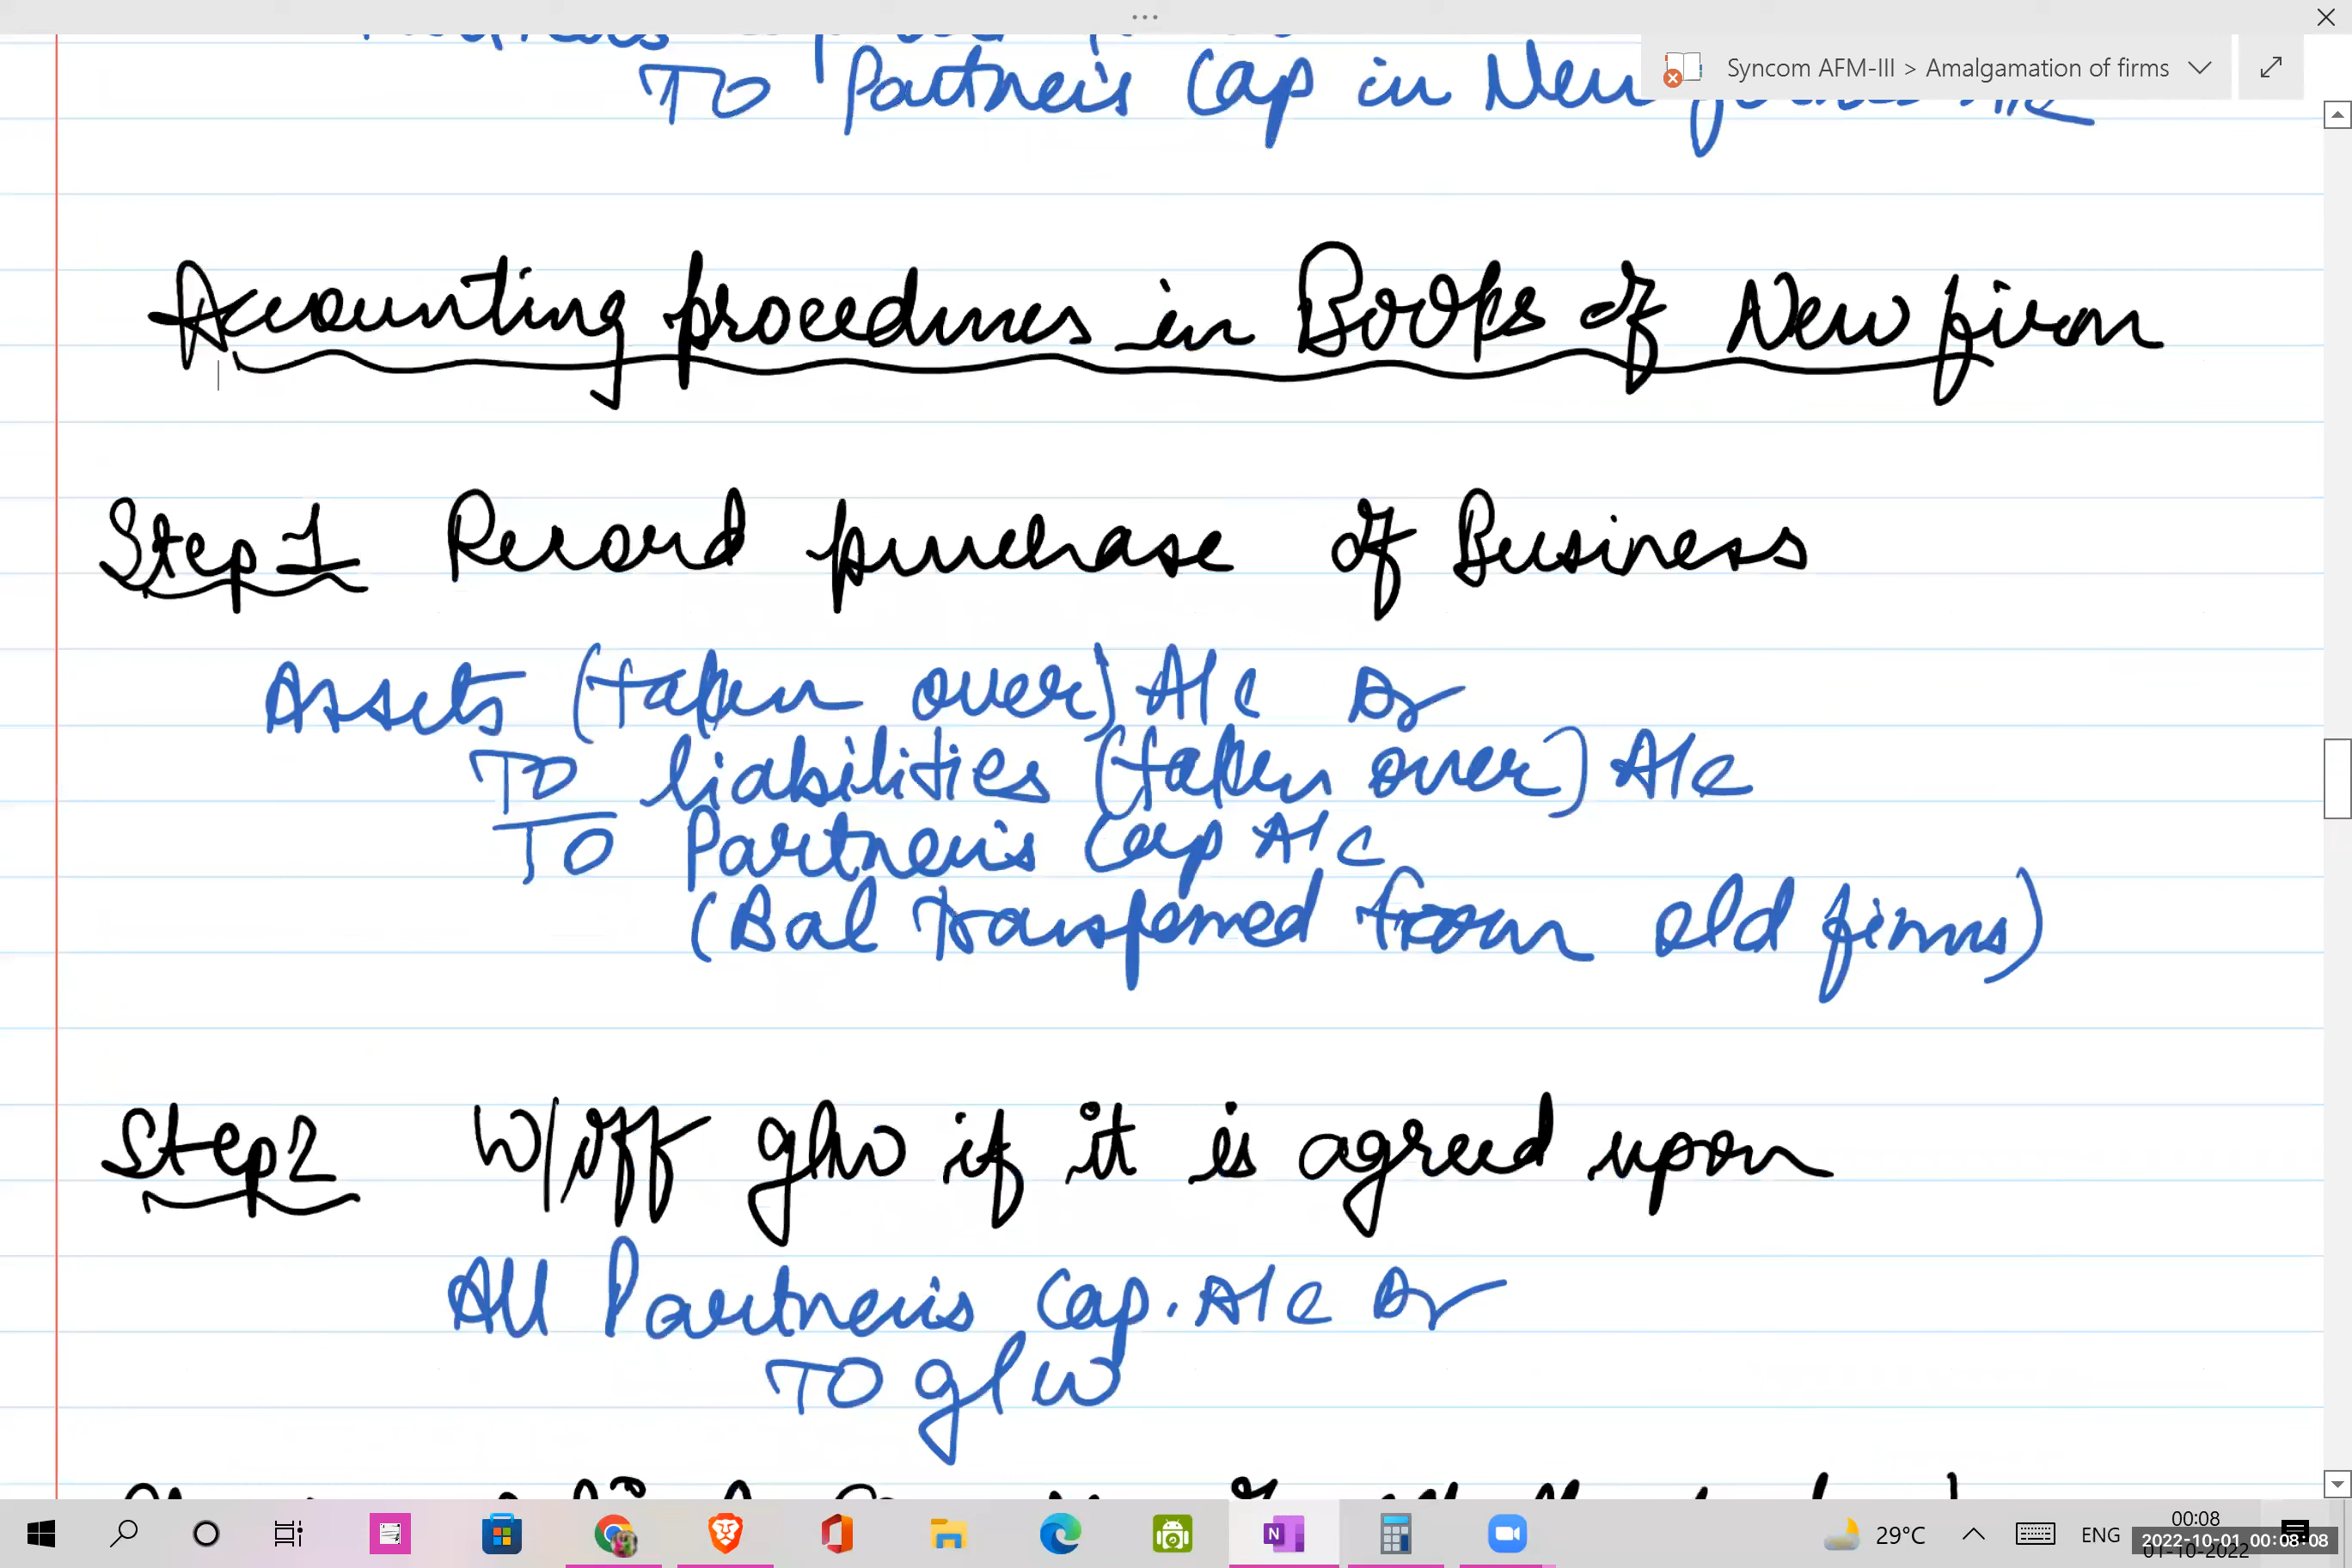 Syncom AFM-III > Amalgamation of firms
To Partner's Cap in New
Accounting procedures in Books of New firm
Step 1 Record purchase of Business
Assets (taken over) A/c Dr
To liabilities (taken over) A/c
To Partner's Cap A/c
(Bal transferred from old firms)
Step 2 W/off g/w if it is agreed upon
All Partner's Cap. A/c Dr
To g/w
29°C
ENG
00:08
2022-10-01 00:08:08
01-10-2022